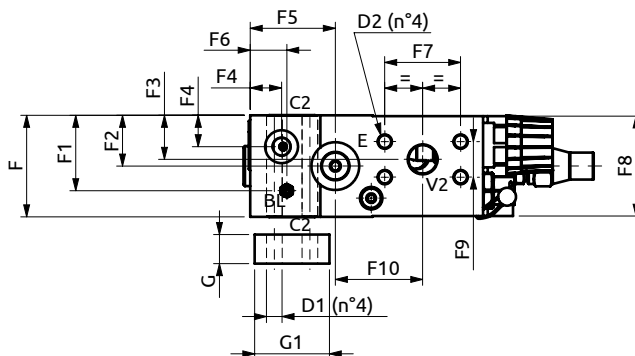 F5
D2 (n°4)
F6
F7
F4
= =
F3
F4
C2
F
F1
F2
E
V2
BL
F8
F9
C2
F10
G
D1 (n°4)
G1